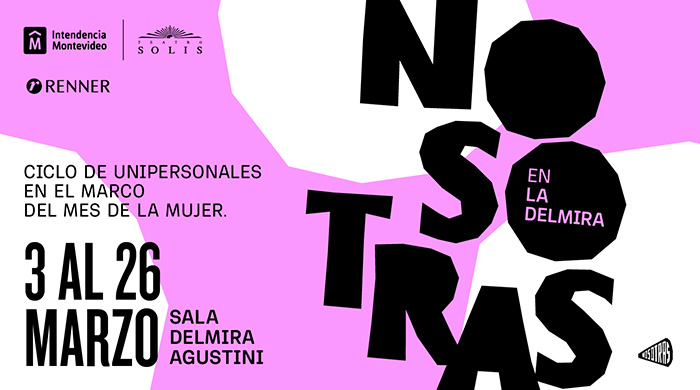 Intendencia
Montevideo
TEATRO
SOLIS
RENNER
CICLO DE UNIPERSONALES
EN EL MARCO
DEL MES DE LA MUJER.
3 AL 26
MARZO
SALA
DELMIRA
AGUSTINI
NO
SO
TRAS
EN
LA
DELMIRA
NOSOTRAS